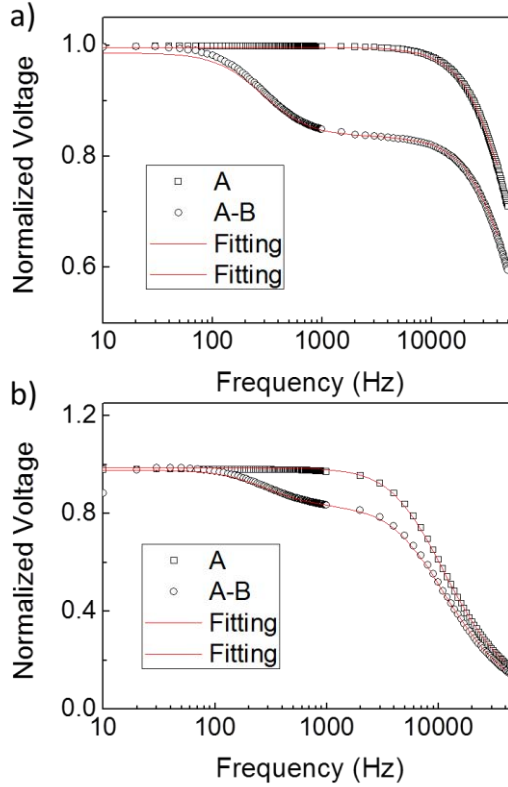 a)
Normalized Voltage
1.0
0.8
0.6
A
A-B
Fitting
Fitting
10 100 1000 10000
Frequency (Hz)
b)
Normalized Voltage
1.2
0.8
0.4
0.0
A
A-B
Fitting
Fitting
10 100 1000 10000
Frequency (Hz)